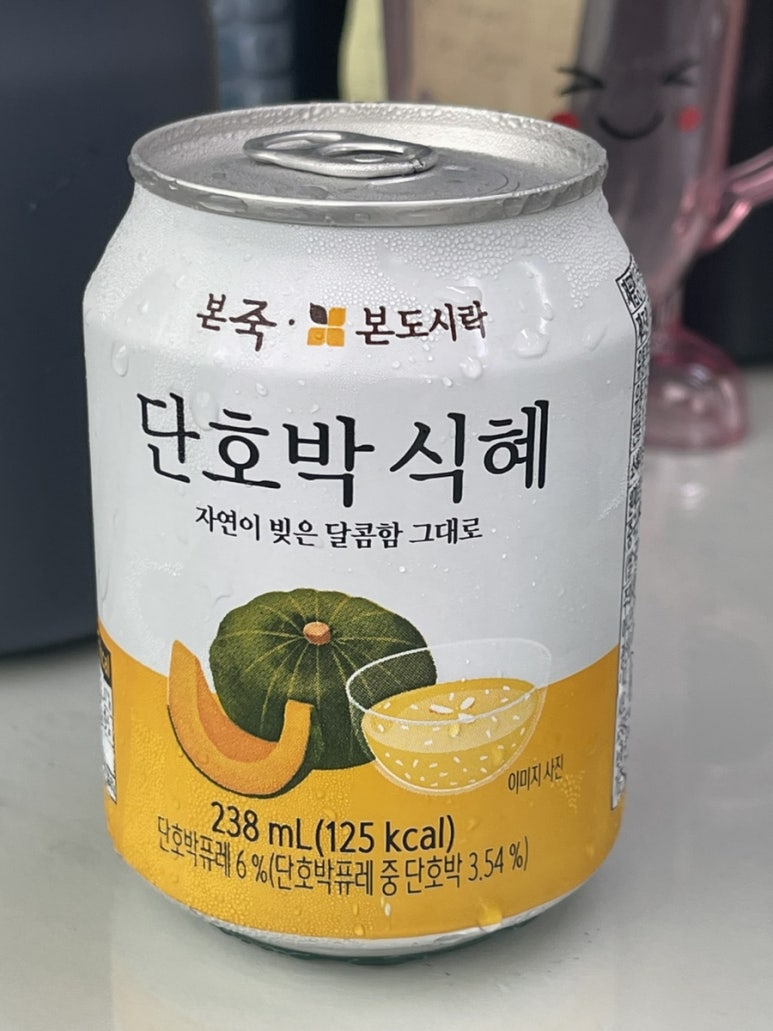 본죽 · 본도시락
단호박 식혜
자연이 빚은 달콤함 그대로
이미지 사진
238 mL(125 kcal)
단호박퓨레 6 %(단호박퓨레 중 단호박 3.54 %)